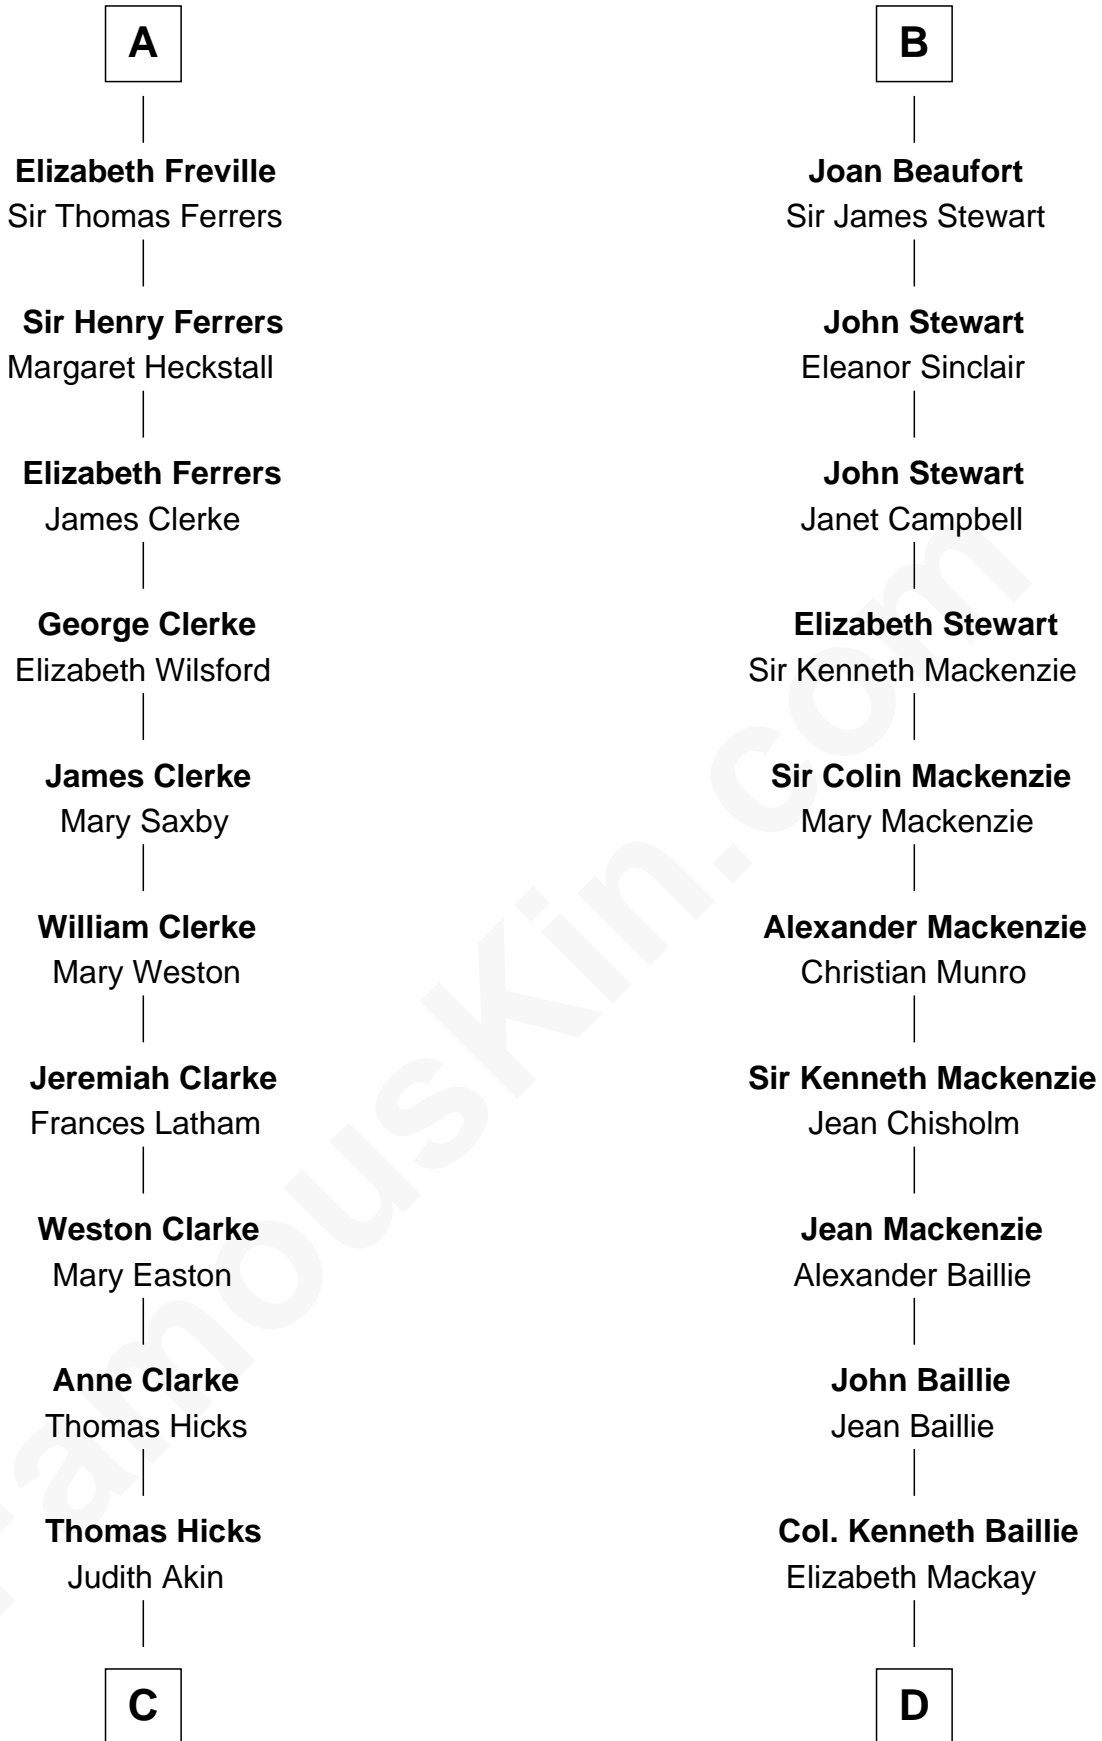 A
Elizabeth Freville
Sir Thomas Ferrers
Sir Henry Ferrers
Margaret Heckstall
Elizabeth Ferrers
James Clerke
George Clerke
Elizabeth Wilsford
James Clerke
Mary Saxby
William Clerke
Mary Weston
Jeremiah Clarke
Frances Latham
Weston Clarke
Mary Easton
Anne Clarke
Thomas Hicks
Thomas Hicks
Judith Akin
C
B
Joan Beaufort
Sir James Stewart
John Stewart
Eleanor Sinclair
John Stewart
Janet Campbell
Elizabeth Stewart
Sir Kenneth Mackenzie
Sir Colin Mackenzie
Mary Mackenzie
Alexander Mackenzie
Christian Munro
Sir Kenneth Mackenzie
Jean Chisholm
Jean Mackenzie
Alexander Baillie
John Baillie
Jean Baillie
Col. Kenneth Baillie
Elizabeth Mackay
D
FamousKin.com